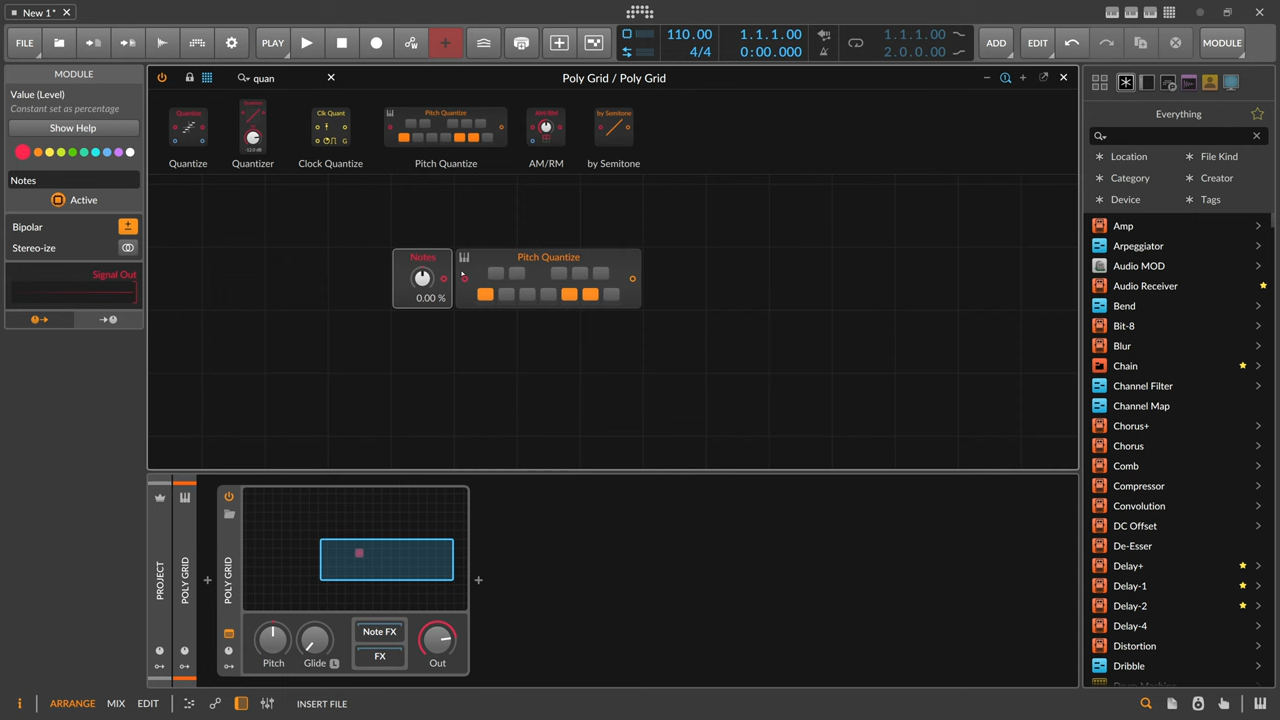 New 1*
FILE
PLAY
110.00
4/4
1.1.1.00
0:00.000
1.1.1.00
2.0.0.00
ADD
EDIT
MODULE
MODULE
Value (Level)
Constant set as percentage
Show Help
Notes
Active
Bipolar
±
Stereo-ize
Signal Out
quan
Poly Grid / Poly Grid
Quantize
Quantizer
Clk Quant
Pitch Quantize
AM/RM
by Semitone
Quantize
Quantizer
Clock Quantize
Pitch Quantize
AM/RM
by Semitone
Notes
0.00 %
Pitch Quantize
PROJECT
POLY GRID
POLY GRID
Pitch
Glide
L
Note FX
FX
Out
Everything
Location
File Kind
Category
Creator
Device
Tags
Amp
Arpeggiator
Audio MOD
Audio Receiver
Bend
Bit-8
Blur
Chain
Channel Filter
Channel Map
Chorus+
Chorus
Comb
Compressor
Convolution
DC Offset
De-Esser
Delay+
Delay-1
Delay-2
Delay-4
Distortion
Dribble
i
ARRANGE
MIX
EDIT
INSERT FILE